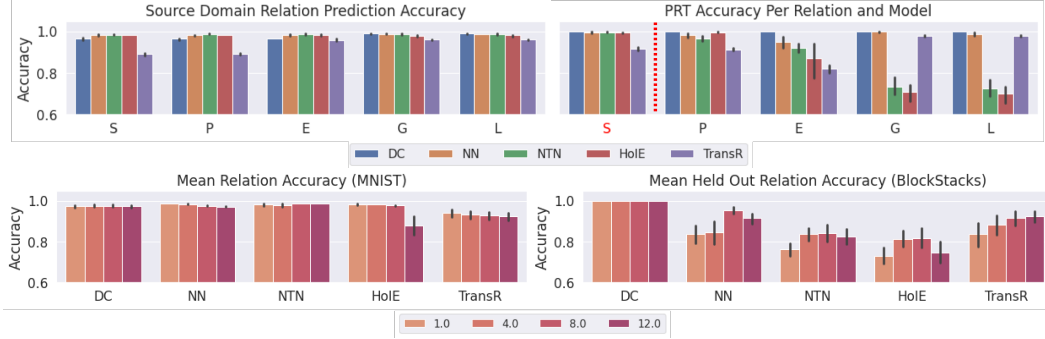 Source Domain Relation Prediction Accuracy
Accuracy
1.0
0.8
0.6
S P E G L
PRT Accuracy Per Relation and Model
S P E G L
DC NN NTN HolE TransR
Mean Relation Accuracy (MNIST)
Accuracy
1.0
0.8
0.6
DC NN NTN HolE TransR
Mean Held Out Relation Accuracy (BlockStacks)
Accuracy
1.0
0.8
0.6
DC NN NTN HolE TransR
1.0 4.0 8.0 12.0